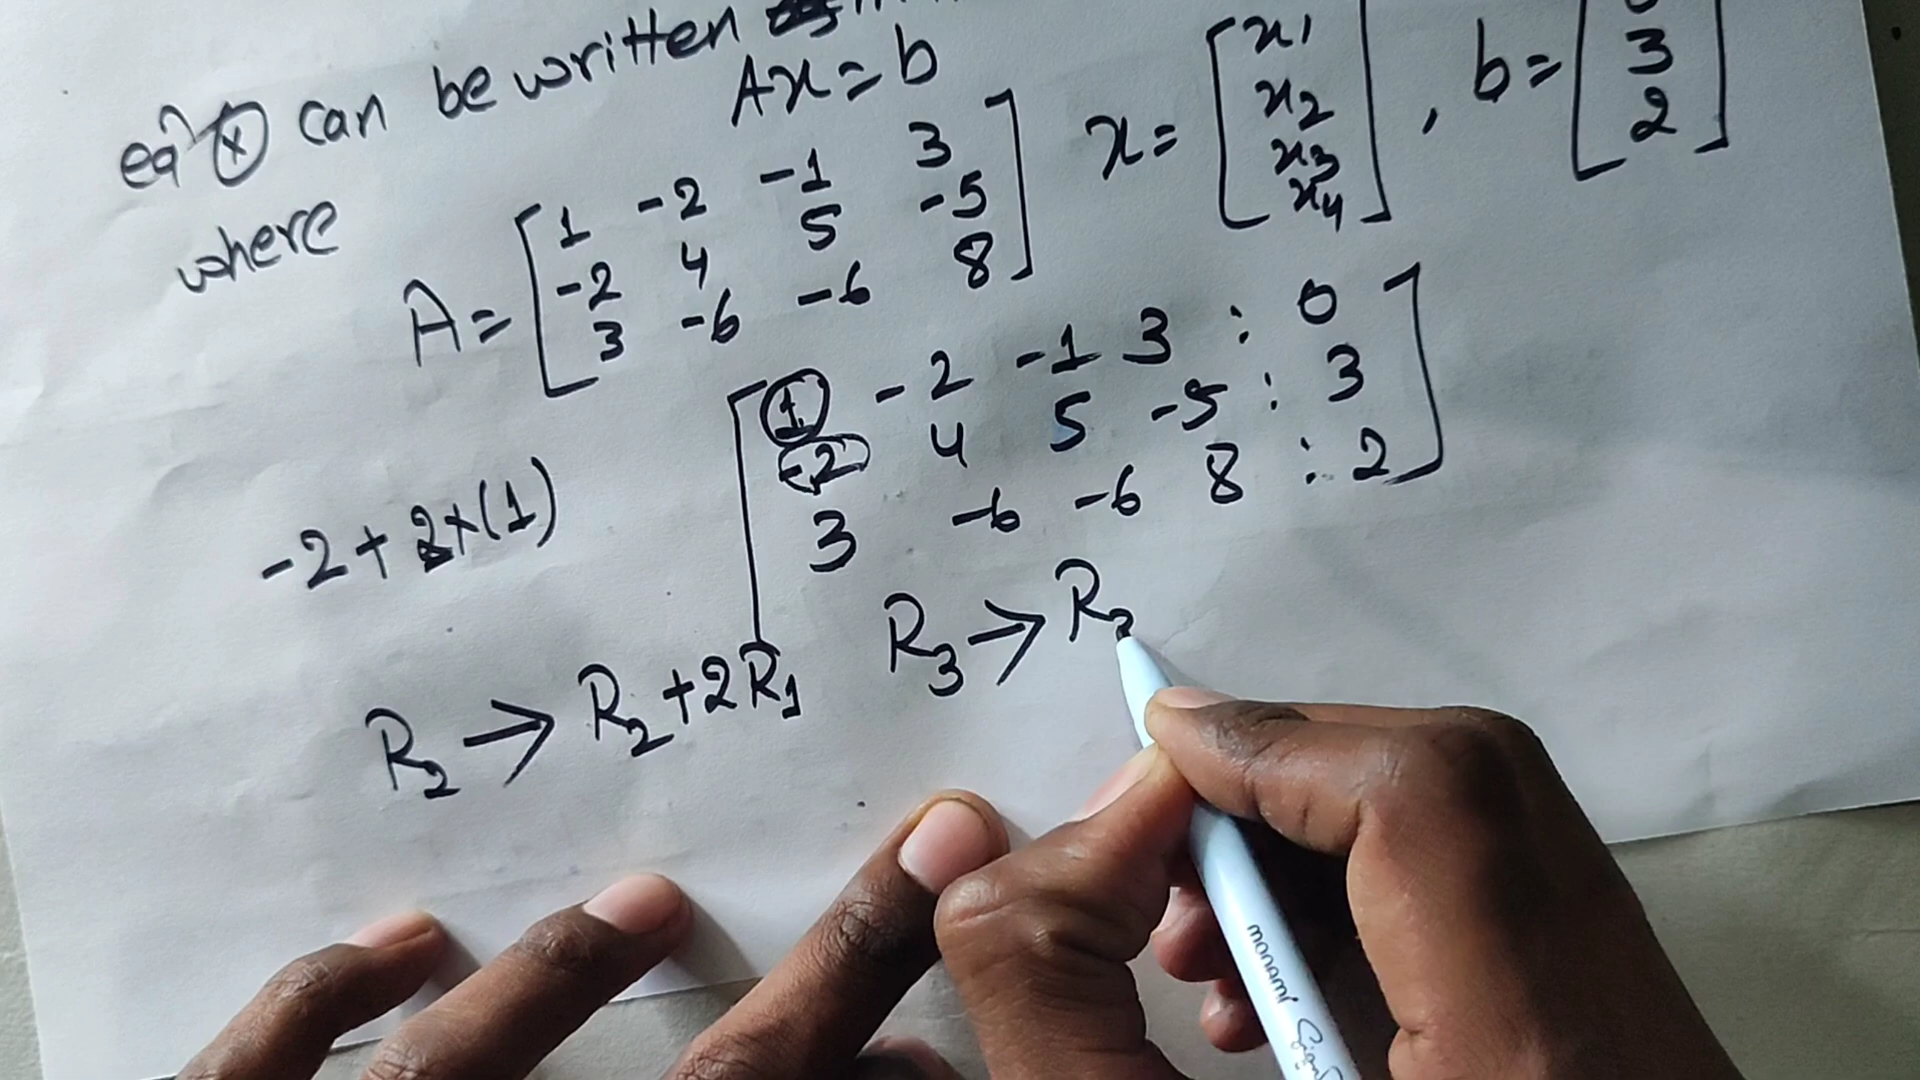 eqⁿ ⊗ can be written
Ax = b
where
A = [ 1 -2 -1 3
-2 4 5 -5
3 -6 -6 8 ]
x = [ x1
x2
x3
x4 ]
, b = [
3
2 ]
[ 1 -2 -1 3 : 0
-2 4 5 -5 : 3
3 -6 -6 8 : 2 ]
-2 + 2×(1)
R2 → R2 + 2R1 R3 → R3
monami